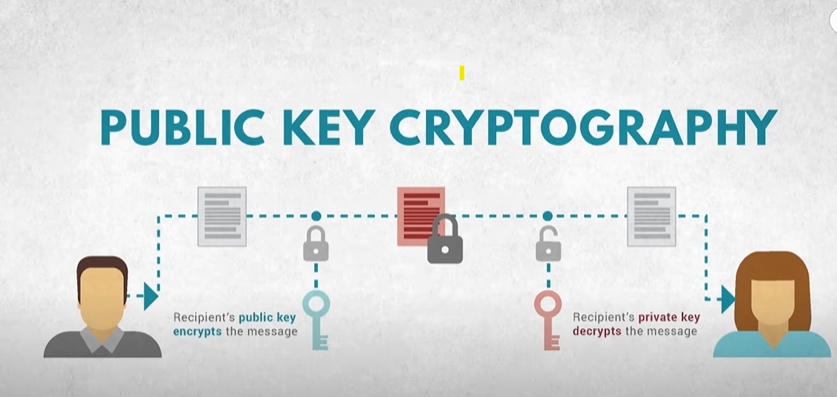 PUBLIC KEY CRYPTOGRAPHY
Recipient's public key
encrypts the message
Recipient's private key
decrypts the message